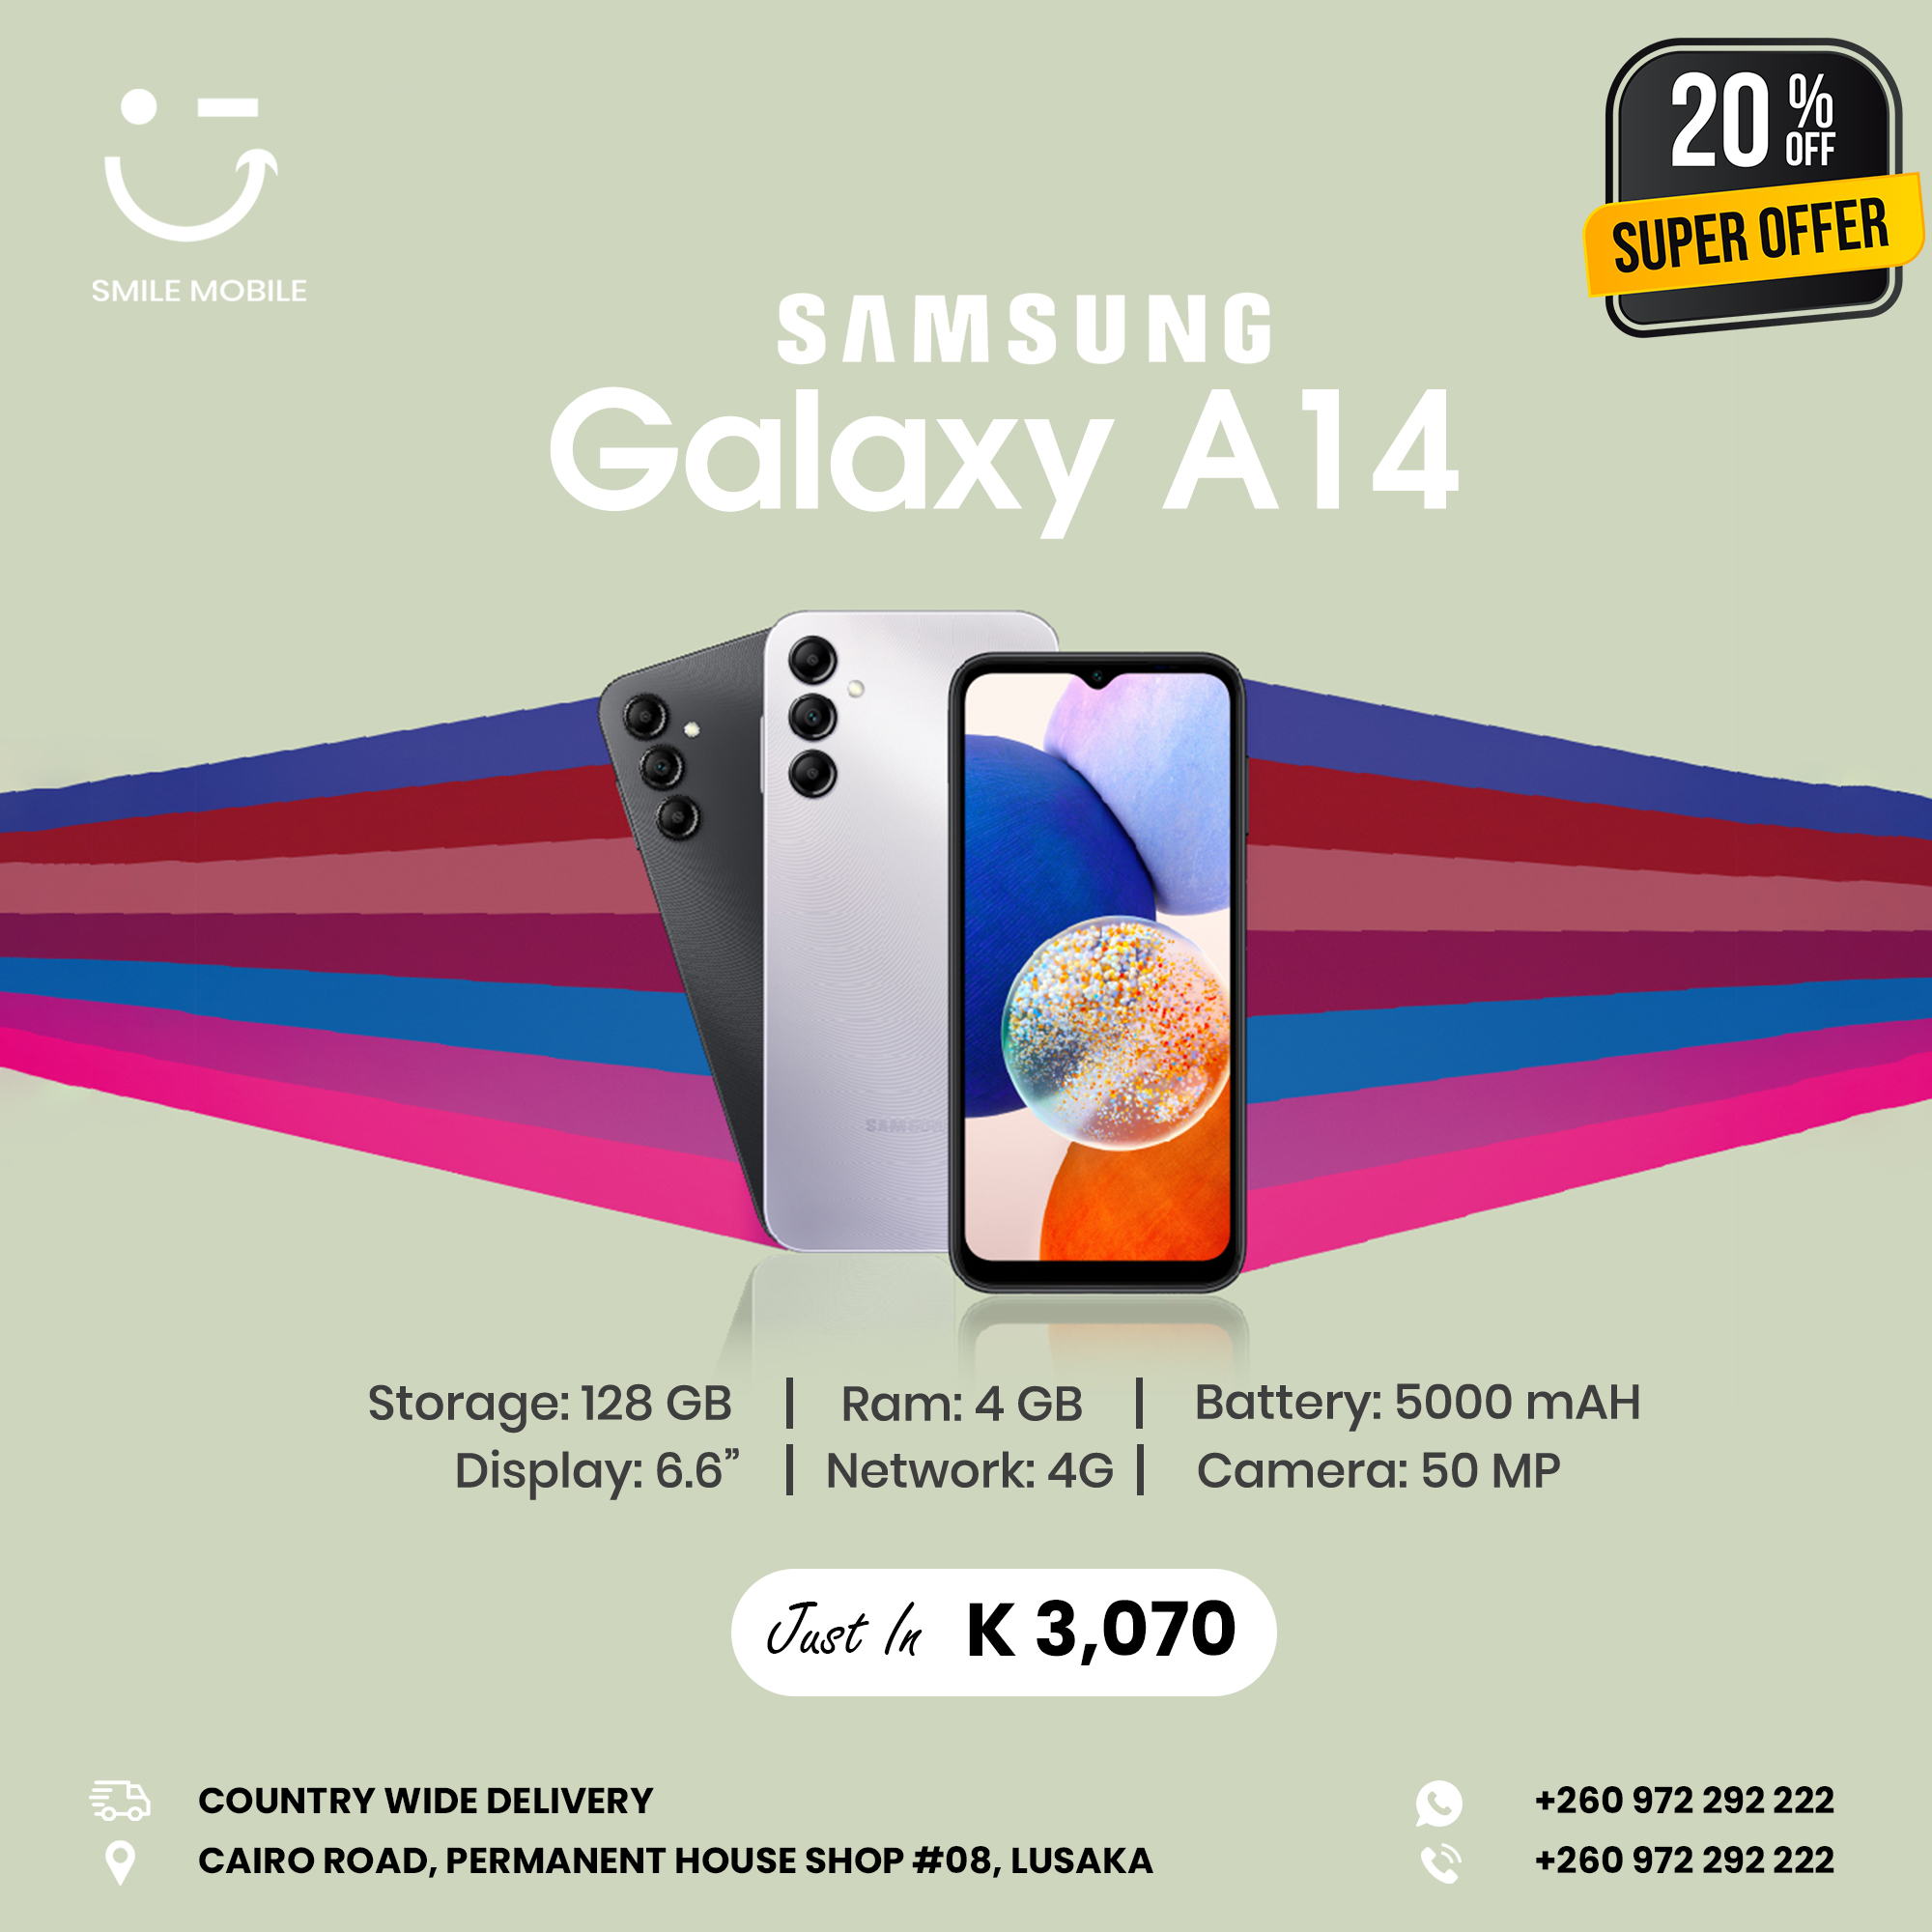 20 % OFF
SUPER OFFER
SMILE MOBILE
SAMSUNG
Galaxy A14
SAMSUNG
Storage: 128 GB | Ram: 4 GB | Battery: 5000 mAH
Display: 6.6” | Network: 4G | Camera: 50 MP
Just In K 3,070
COUNTRY WIDE DELIVERY +260 972 292 222
CAIRO ROAD, PERMANENT HOUSE SHOP #08, LUSAKA +260 972 292 222